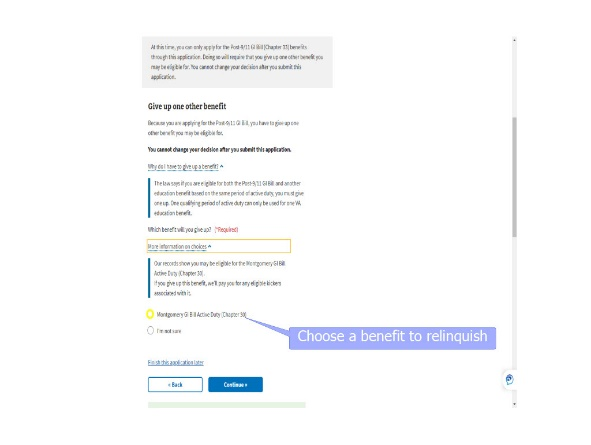 At this time, you can only apply for the Post-9/11 GI Bill (Chapter 33) benefits
through this application. Doing so will require that you give up one other benefit you
may be eligible for. You cannot change your decision after you submit this
application.
Give up one other benefit
Because you are applying for the Post-9/11 GI Bill, you have to give up one
other benefit you may be eligible for.
You cannot change your decision after you submit this application.
Why do I have to give up a benefit?
The law says if you are eligible for both the Post-9/11 GI Bill and another
education benefit based on the same period of active duty, you must give
one up. One qualifying period of active duty can only be used for one VA
education benefit.
Which benefit will you give up? (*Required)
More information on choices
Our records show you may be eligible for the Montgomery GI Bill
Active Duty (Chapter 30).
If you give up this benefit, we'll pay you for any eligible kickers
associated with it.
Montgomery GI Bill Active Duty (Chapter 30)
I'm not sure
Choose a benefit to relinquish
Finish this application later
« Back
Continue »